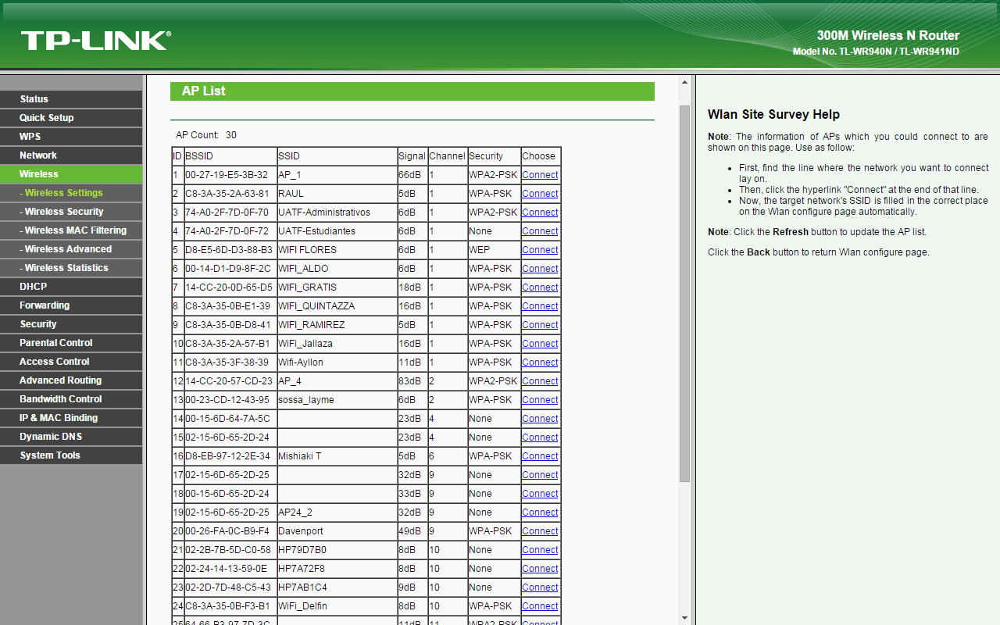 TP-LINK®
300M Wireless N Router
Model No. TL-WR940N / TL-WR941ND
Status
Quick Setup
WPS
Network
Wireless
- Wireless Settings
- Wireless Security
- Wireless MAC Filtering
- Wireless Advanced
- Wireless Statistics
DHCP
Forwarding
Security
Parental Control
Access Control
Advanced Routing
Bandwidth Control
IP & MAC Binding
Dynamic DNS
System Tools
AP List
AP Count: 30
ID BSSID SSID Signal Channel Security Choose
1 00-27-19-E5-3B-32 AP_1 66dB 1 WPA2-PSK Connect
2 C8-3A-35-2A-63-81 RAUL 5dB 1 WPA-PSK Connect
3 74-A0-2F-7D-0F-70 UATF-Administrativos 6dB 1 WPA2-PSK Connect
4 74-A0-2F-7D-0F-72 UATF-Estudiantes 6dB 1 None Connect
5 D8-E5-6D-D3-88-B3 WIFI FLORES 6dB 1 WEP Connect
6 00-14-D1-D9-8F-2C WIFI_ALDO 6dB 1 WPA-PSK Connect
7 14-CC-20-0D-65-D5 WIFI_GRATIS 18dB 1 WPA-PSK Connect
8 C8-3A-35-0B-E1-39 WIFI_QUINTAZZA 16dB 1 WPA-PSK Connect
9 C8-3A-35-0B-D8-41 WIFI_RAMIREZ 5dB 1 WPA-PSK Connect
10 C8-3A-35-2A-57-B1 WiFi_Jallaza 16dB 1 WPA-PSK Connect
11 C8-3A-35-3F-38-39 Wifi-Ayllon 11dB 1 WPA-PSK Connect
12 14-CC-20-57-CD-23 AP_4 83dB 2 WPA2-PSK Connect
13 00-23-CD-12-43-95 sossa_layme 6dB 2 WPA-PSK Connect
14 00-15-6D-64-7A-5C 23dB 4 None Connect
15 02-15-6D-65-2D-24 23dB 4 None Connect
16 D8-EB-97-12-2E-34 Mishiaki T 5dB 6 WPA-PSK Connect
17 02-15-6D-65-2D-25 32dB 9 None Connect
18 00-15-6D-65-2D-24 33dB 9 None Connect
19 02-15-6D-65-2D-25 AP24_2 32dB 9 None Connect
20 00-26-FA-0C-B9-F4 Davenport 49dB 9 WPA-PSK Connect
21 02-2B-7B-5D-C0-58 HP79D7B0 8dB 10 None Connect
22 02-24-14-13-59-0E HP7A72F8 8dB 10 None Connect
23 02-2D-7D-48-C5-43 HP7AB1C4 9dB 10 None Connect
24 C8-3A-35-0B-F3-B1 WiFi_Delfin 8dB 10 WPA-PSK Connect
25 64-66-B3-97-7D-3C 11dB 11 WPA2-PSK Connect
Wlan Site Survey Help
Note: The information of APs which you could connect to are
shown on this page. Use as follow:
• First, find the line where the network you want to connect
lay on.
• Then, click the hyperlink "Connect" at the end of that line.
• Now, the target network's SSID is filled in the correct place
on the Wlan configure page automatically.
Note: Click the Refresh button to update the AP list.
Click the Back button to return Wlan configure page.